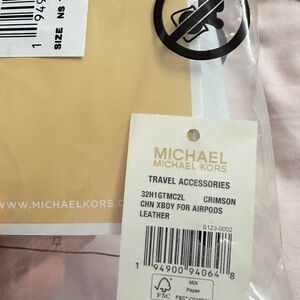 1949
SIZE NS
WWW.MICHAELKORS.C
MICHAEL
MICHAEL KORS
TRAVEL ACCESSORIES
32H1GTMC2L CRIMSON
CHN XBDY FOR AIRPODS
LEATHER
S123-0002
1 94900 94064 8
FSC
MIX
Paper